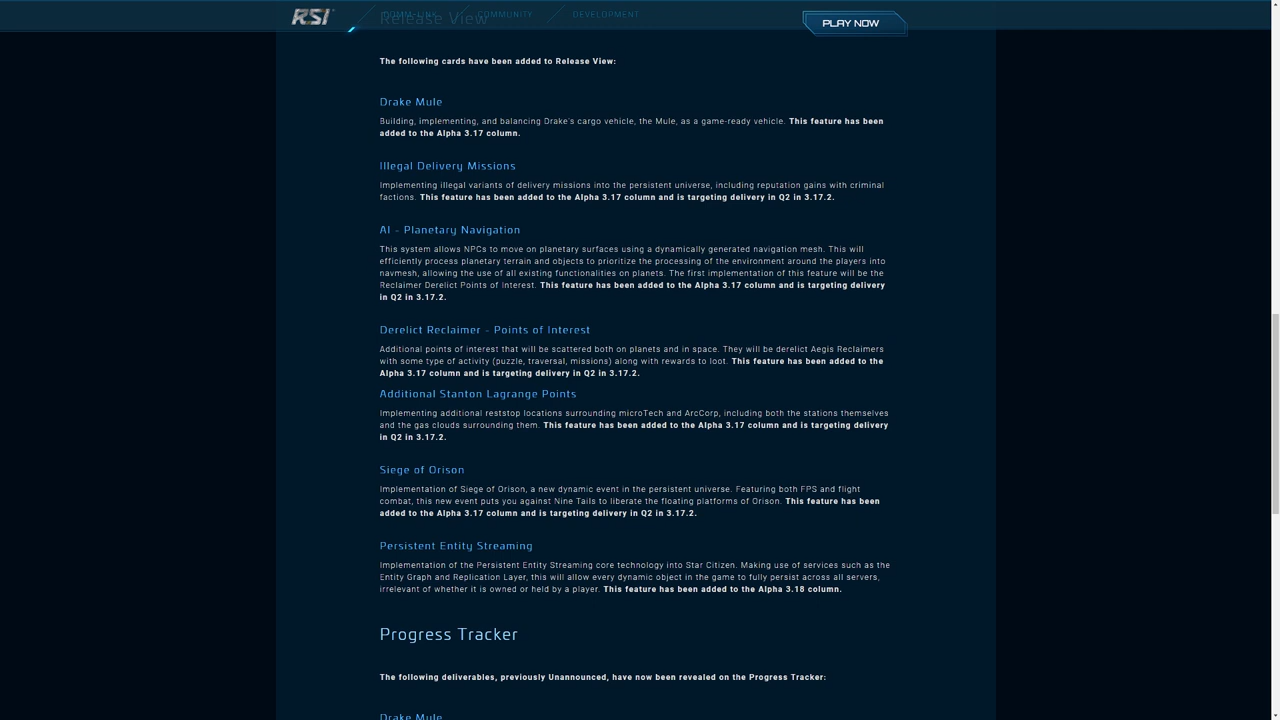 RSI
COMM-LINK
COMMUNITY
DEVELOPMENT
PLAY NOW
Release View
The following cards have been added to Release View:
Drake Mule
Building, implementing, and balancing Drake's cargo vehicle, the Mule, as a game-ready vehicle. This feature has been
added to the Alpha 3.17 column.
Illegal Delivery Missions
Implementing illegal variants of delivery missions into the persistent universe, including reputation gains with criminal
factions. This feature has been added to the Alpha 3.17 column and is targeting delivery in Q2 in 3.17.2.
AI - Planetary Navigation
This system allows NPCs to move on planetary surfaces using a dynamically generated navigation mesh. This will
efficiently process planetary terrain and objects to prioritize the processing of the environment around the players into
navmesh, allowing the use of all existing functionalities on planets. The first implementation of this feature will be the
Reclaimer Derelict Points of Interest. This feature has been added to the Alpha 3.17 column and is targeting delivery
in Q2 in 3.17.2.
Derelict Reclaimer - Points of Interest
Additional points of interest that will be scattered both on planets and in space. They will be derelict Aegis Reclaimers
with some type of activity (puzzle, traversal, missions) along with rewards to loot. This feature has been added to the
Alpha 3.17 column and is targeting delivery in Q2 in 3.17.2.
Additional Stanton Lagrange Points
Implementing additional reststop locations surrounding microTech and ArcCorp, including both the stations themselves
and the gas clouds surrounding them. This feature has been added to the Alpha 3.17 column and is targeting delivery
in Q2 in 3.17.2.
Siege of Orison
Implementation of Siege of Orison, a new dynamic event in the persistent universe. Featuring both FPS and flight
combat, this new event puts you against Nine Tails to liberate the floating platforms of Orison. This feature has been
added to the Alpha 3.17 column and is targeting delivery in Q2 in 3.17.2.
Persistent Entity Streaming
Implementation of the Persistent Entity Streaming core technology into Star Citizen. Making use of services such as the
Entity Graph and Replication Layer, this will allow every dynamic object in the game to fully persist across all servers,
irrelevant of whether it is owned or held by a player. This feature has been added to the Alpha 3.18 column.
Progress Tracker
The following deliverables, previously Unannounced, have now been revealed on the Progress Tracker:
Drake Mule